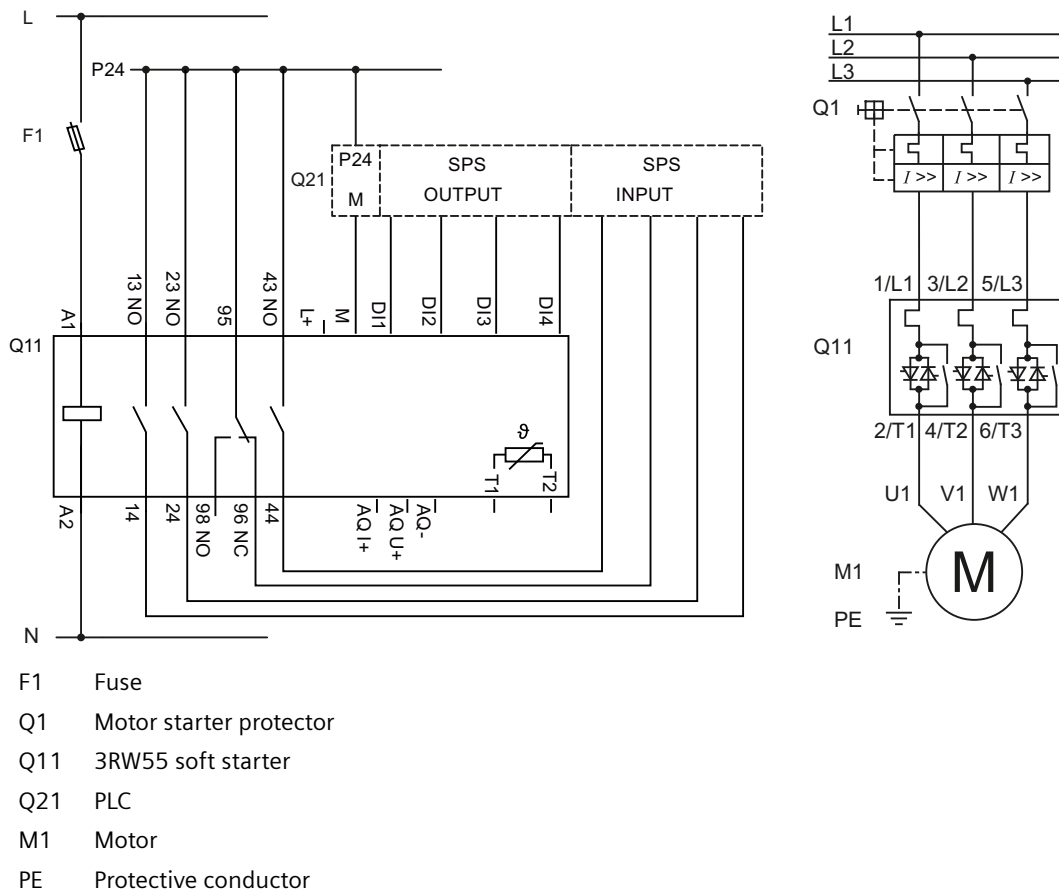 L
P24
F1
Q21
P24
M
SPS
OUTPUT
SPS
INPUT
A1
13 NO
23 NO
95
43 NO
L+
M
DI1
DI2
DI3
DI4
Q11
ϑ
T1
T2
A2
14
24
98 NO
96 NC
44
AQ I+
AQ U+
AQ-
N
L1
L2
L3
Q1
I >>
I >>
I >>
1/L1 3/L2 5/L3
Q11
2/T1 4/T2 6/T3
U1 V1 W1
M1
M
PE
F1 Fuse
Q1 Motor starter protector
Q11 3RW55 soft starter
Q21 PLC
M1 Motor
PE Protective conductor